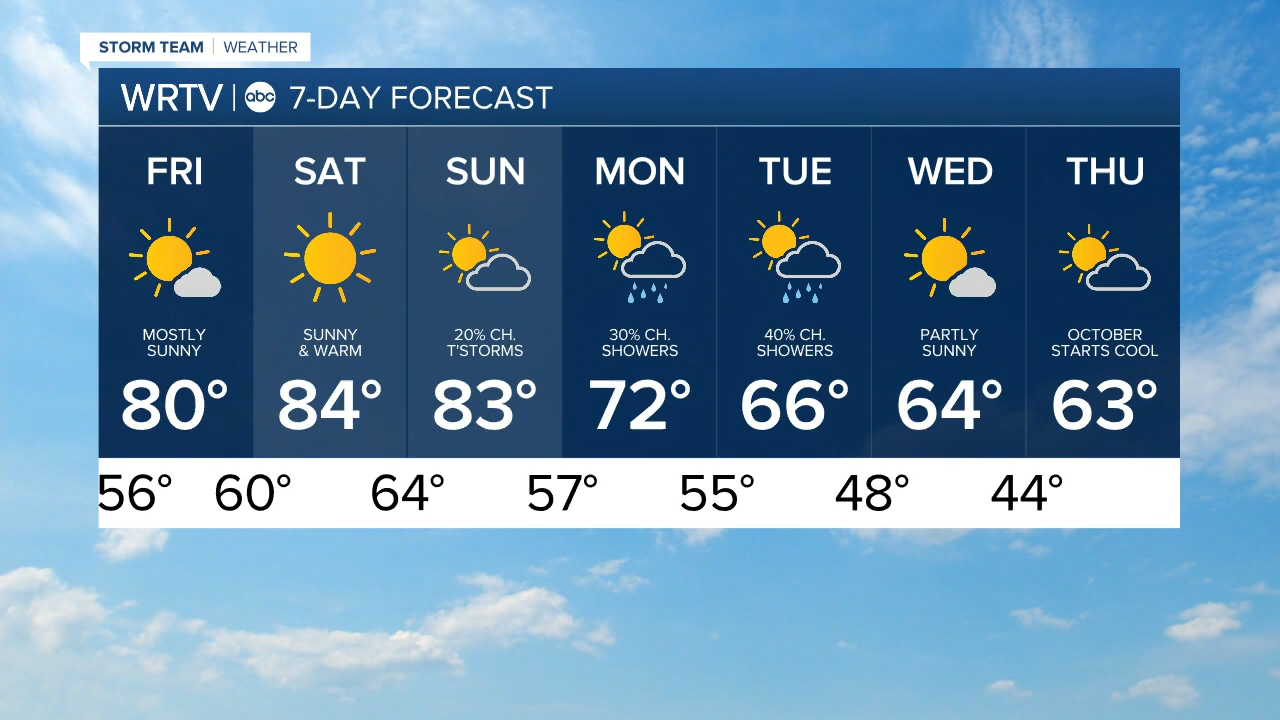 STORM TEAM | WEATHER
WRTV | abc 7-DAY FORECAST
FRI SAT SUN MON TUE WED THU
MOSTLY SUNNY 20% CH. 30% CH. 40% CH. PARTLY OCTOBER
SUNNY & WARM T'STORMS SHOWERS SHOWERS SUNNY STARTS COOL
80° 84° 83° 72° 66° 64° 63°
56° 60° 64° 57° 55° 48° 44°